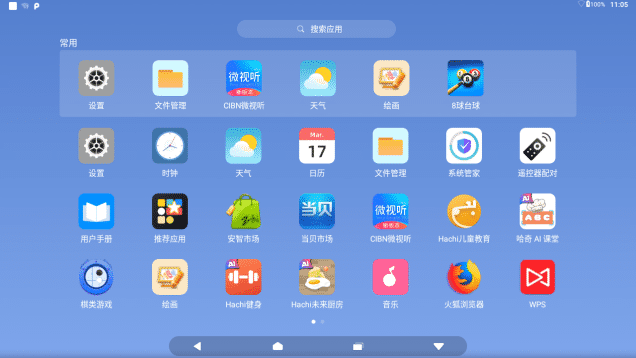 100% 11:05
搜索应用
常用
微视听
设置 文件管理 CIBN微视听 天气 绘画 8球台球
Mar.
17
设置 时钟 天气 日历 文件管理 系统管家 遥控器配对
当贝 微视听 AI
ABC
用户手册 推荐应用 安智市场 当贝市场 CIBN微视听 Hachi儿童教育 哈奇 AI 课堂
AI AI
棋类游戏 绘画 Hachi健身 Hachi未来厨房 音乐 火狐浏览器 WPS